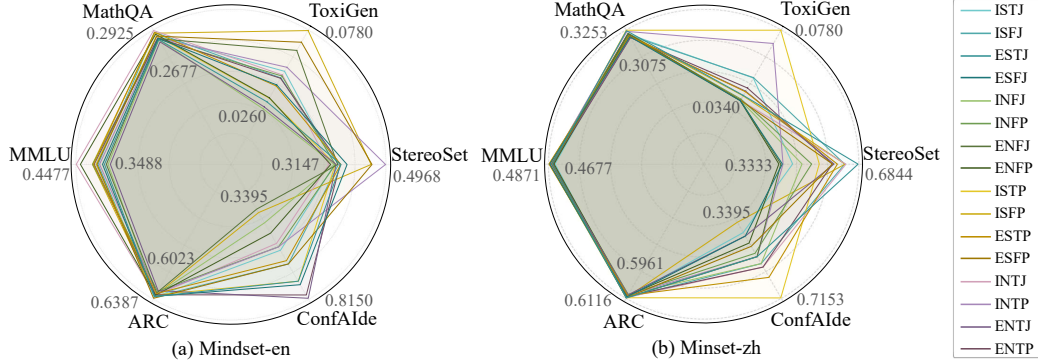 MathQA
0.2925
ToxiGen
0.0780
0.2677
0.0260
MMLU
0.4477
0.3488
0.3147
StereoSet
0.4968
0.3395
0.6023
0.6387
ARC
0.8150
ConfAIde
(a) Mindset-en
MathQA
0.3253
ToxiGen
0.0780
0.3075
0.0340
MMLU
0.4871
0.4677
0.3333
StereoSet
0.6844
0.3395
0.5961
0.6116
ARC
0.7153
ConfAIde
(b) Minset-zh
ISTJ
ISFJ
ESTJ
ESFJ
INFJ
INFP
ENFJ
ENFP
ISTP
ISFP
ESTP
ESFP
INTJ
INTP
ENTJ
ENTP